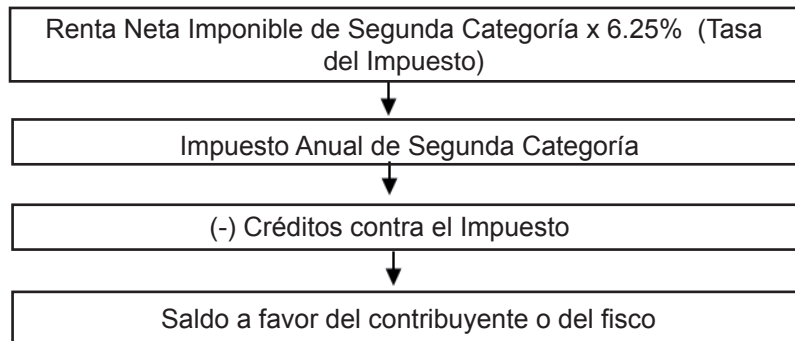 Renta Neta Imponible de Segunda Categoría x 6.25% (Tasa
del Impuesto)
Impuesto Anual de Segunda Categoría
(-) Créditos contra el Impuesto
Saldo a favor del contribuyente o del fisco